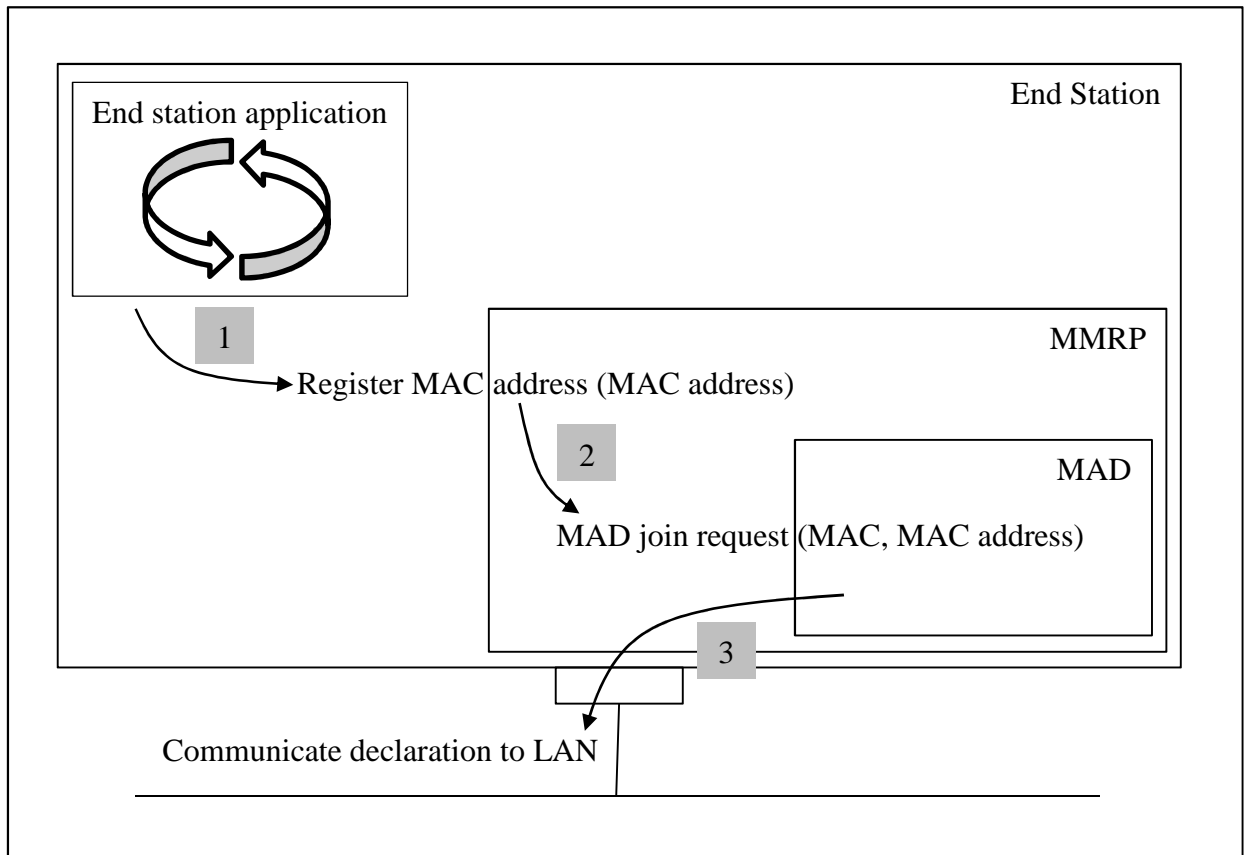 End Station
End station application
1
MMRP
Register MAC address (MAC address)
2
MAD
MAD join request (MAC, MAC address)
3
Communicate declaration to LAN